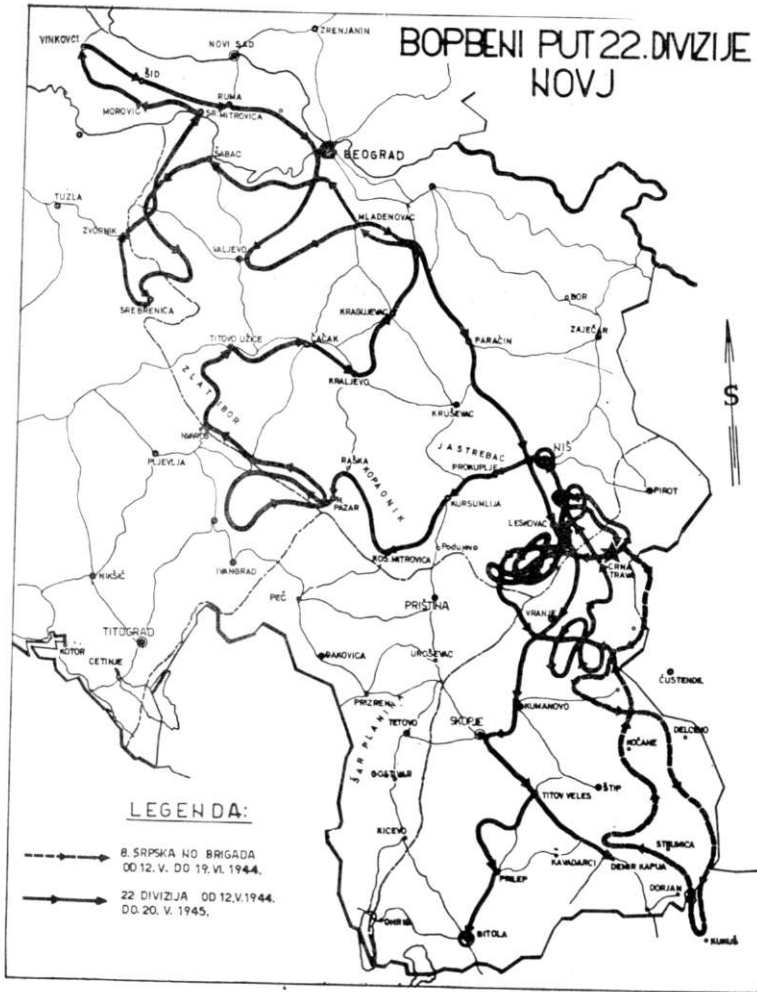 BOPBENI PUT 22. DIVIZIJE
NOVJ
VINKOVCI
ZRENJANIN
NOVI SAD
ŠID
RUMA
MOROVIĆ
SR. MITROVICA
BEOGRAD
ŠABAC
TUZLA
MLADENOVAC
ZVORNIK
VALJEVO
SREBRENICA
BOR
KRAGUJEVAC
ZAJEČAR
TITOVO UŽICE
ČAČAK
PARAĆIN
ZLATIBOR
KRALJEVO
S
KRUŠEVAC
NIŠ
JASTREBAC
PLJEVLJA
RAŠKA
KOPAONIK
PROKUPLJE
PIROT
N. PAZAR
KURSUMLIJA
LESKOVAC
KOS. MITROVICA
Podujevo
CRNA TRAVA
IVANGRAD
NIKŠIĆ
PEĆ
PRIŠTINA
VRANJE
TITOGRAD
KOTOR
ĐAKOVICA
UROŠEVAC
CETINJE
ĆUSTENDIL
PRIZREN
KUMANOVO
ŠAR PLANINA
TETOVO
SKOPJE
DELČEVO
KOČANE
GOSTIVAR
TITOV VELES
ŠTIP
LEGENDA:
KICEVO
STRUMICA
8. SRPSKA NO BRIGADA
OD 12. V. DO 19. VI. 1944.
KAVADARCI
DEMIR KAPIJA
PRILEP
DORJAN
22 DIVIZIJA OD 12.V.1944.
DO. 20. V. 1945.
OHRID
BITOLA
KUKUŠ